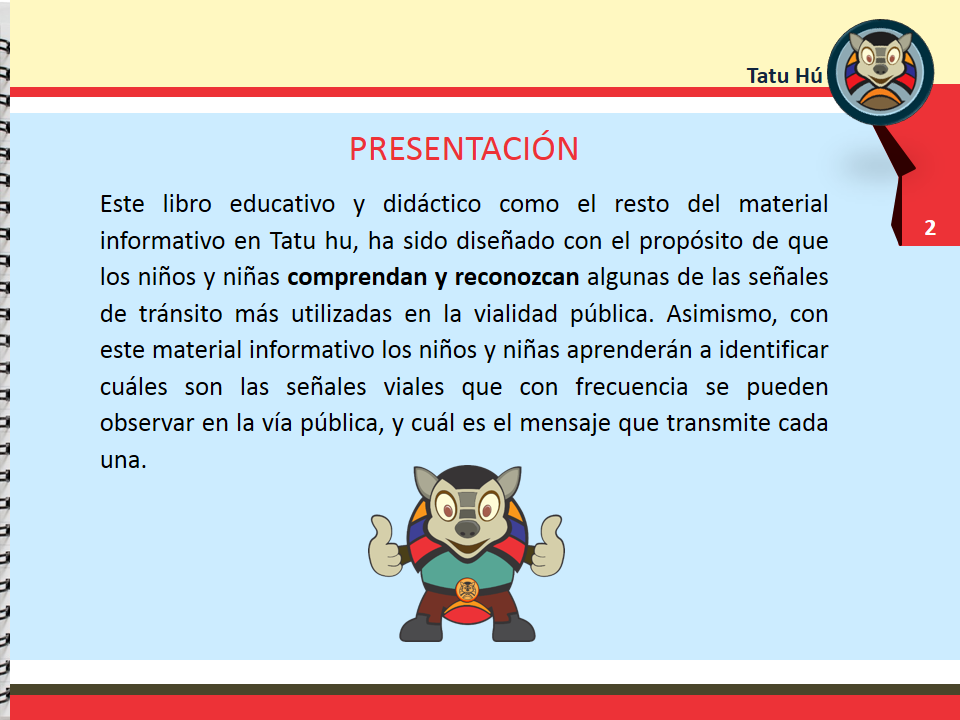 Tatu Hú
PRESENTACIÓN
Este libro educativo y didáctico como el resto del material
informativo en Tatu hu, ha sido diseñado con el propósito de que
los niños y niñas comprendan y reconozcan algunas de las señales
de tránsito más utilizadas en la vialidad pública. Asimismo, con
este material informativo los niños y niñas aprenderán a identificar
cuáles son las señales viales que con frecuencia se pueden
observar en la vía pública, y cuál es el mensaje que transmite cada
una.
2